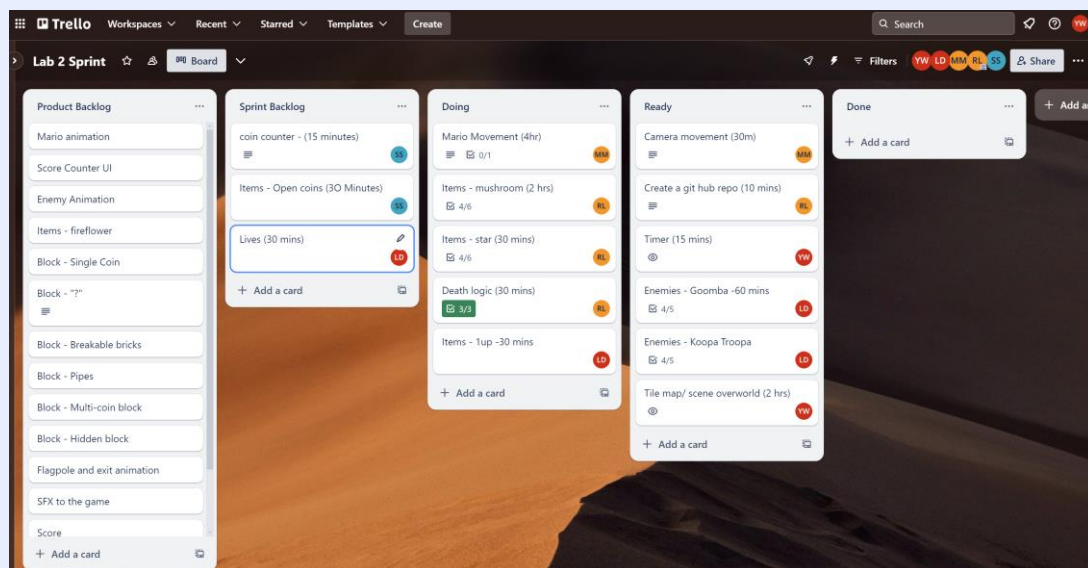 Trello Workspaces Recent Starred Templates Create Search YW
Lab 2 Sprint Board Filters YW LD MM RL SS Share
Product Backlog
Mario animation
Score Counter UI
Enemy Animation
Items - fireflower
Block - Single Coin
Block - "?"
Block - Breakable bricks
Block - Pipes
Block - Multi-coin block
Block - Hidden block
Flagpole and exit animation
SFX to the game
Score
+ Add a card
Sprint Backlog
coin counter - (15 minutes)
SS
Items - Open coins (3O Minutes)
SS
Lives (30 mins)
LD
+ Add a card
Doing
Mario Movement (4hr)
0/1 MM
Items - mushroom (2 hrs)
4/6 RL
Items - star (30 mins)
4/6 RL
Death logic (30 mins)
3/3 RL
Items - 1up -30 mins
LD
+ Add a card
Ready
Camera movement (30m)
MM
Create a git hub repo (10 mins)
RL
Timer (15 mins)
YW
Enemies - Goomba -60 mins
4/5 LD
Enemies - Koopa Troopa
4/5 LD
Tile map/ scene overworld (2 hrs)
YW
+ Add a card
Done
+ Add a card
+ Add a